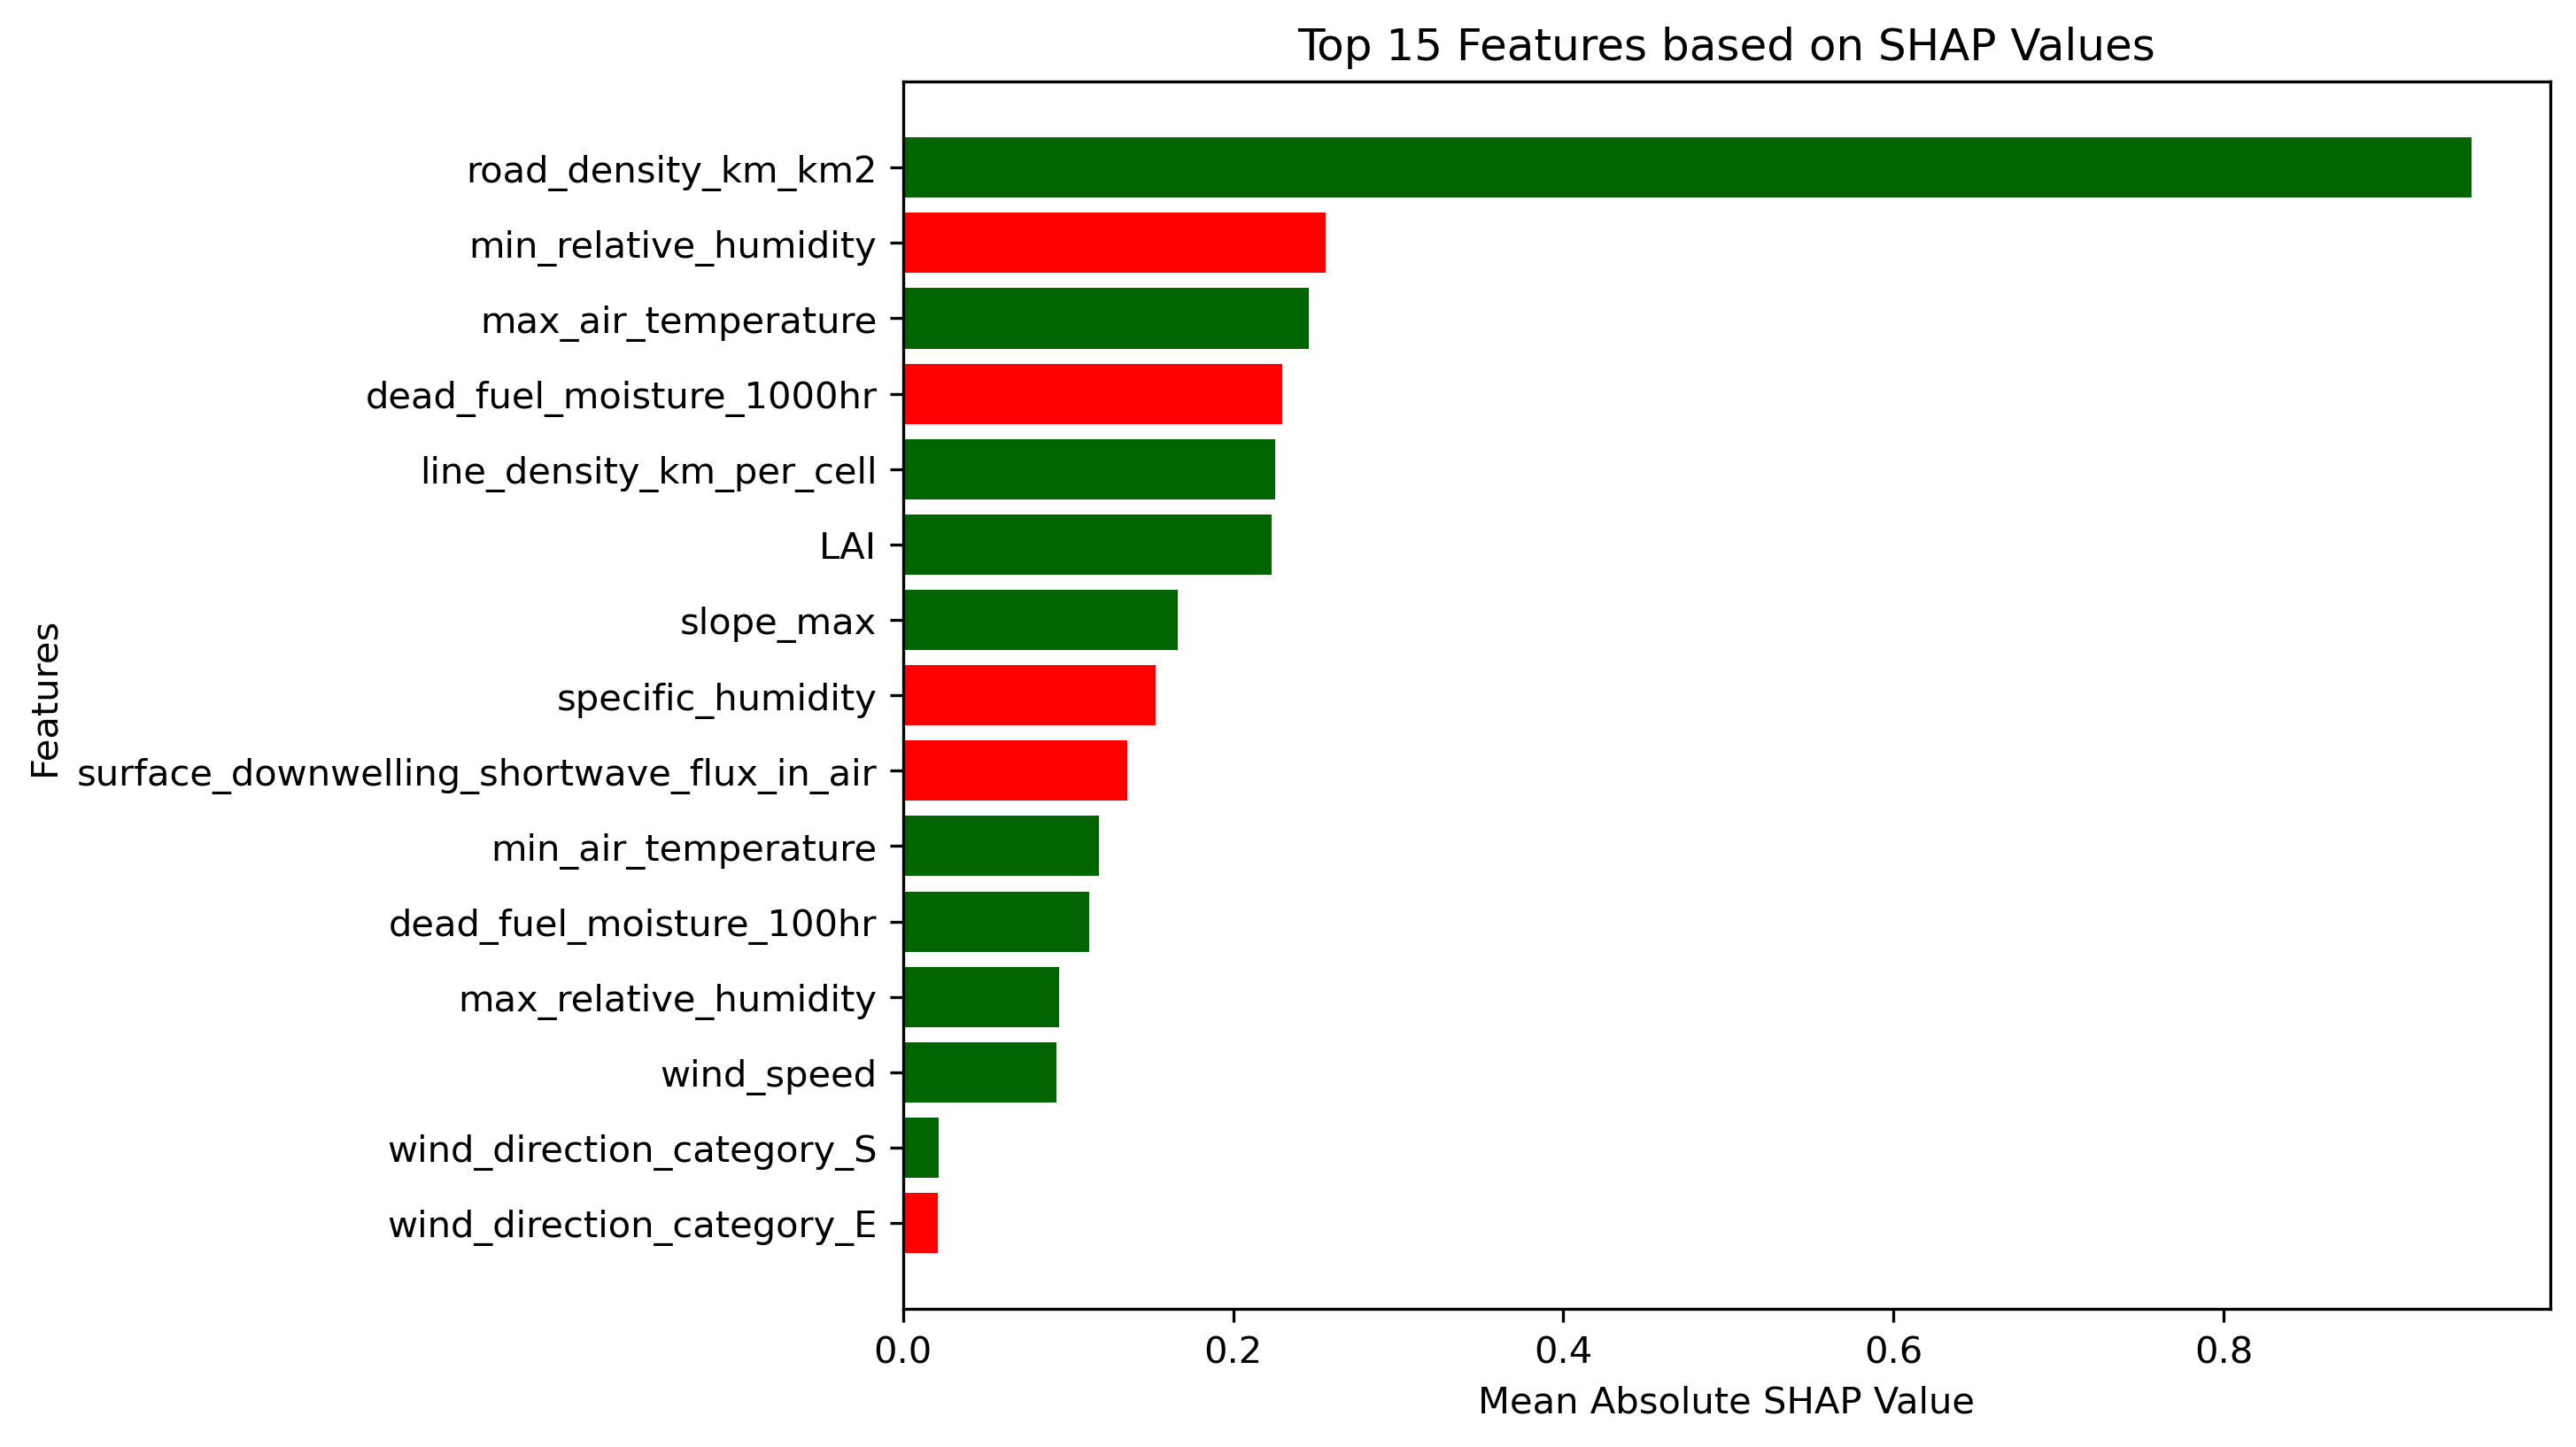 Top 15 Features based on SHAP Values
Features
road_density_km_km2
min_relative_humidity
max_air_temperature
dead_fuel_moisture_1000hr
line_density_km_per_cell
LAI
slope_max
specific_humidity
surface_downwelling_shortwave_flux_in_air
min_air_temperature
dead_fuel_moisture_100hr
max_relative_humidity
wind_speed
wind_direction_category_S
wind_direction_category_E
0.0 0.2 0.4 0.6 0.8
Mean Absolute SHAP Value